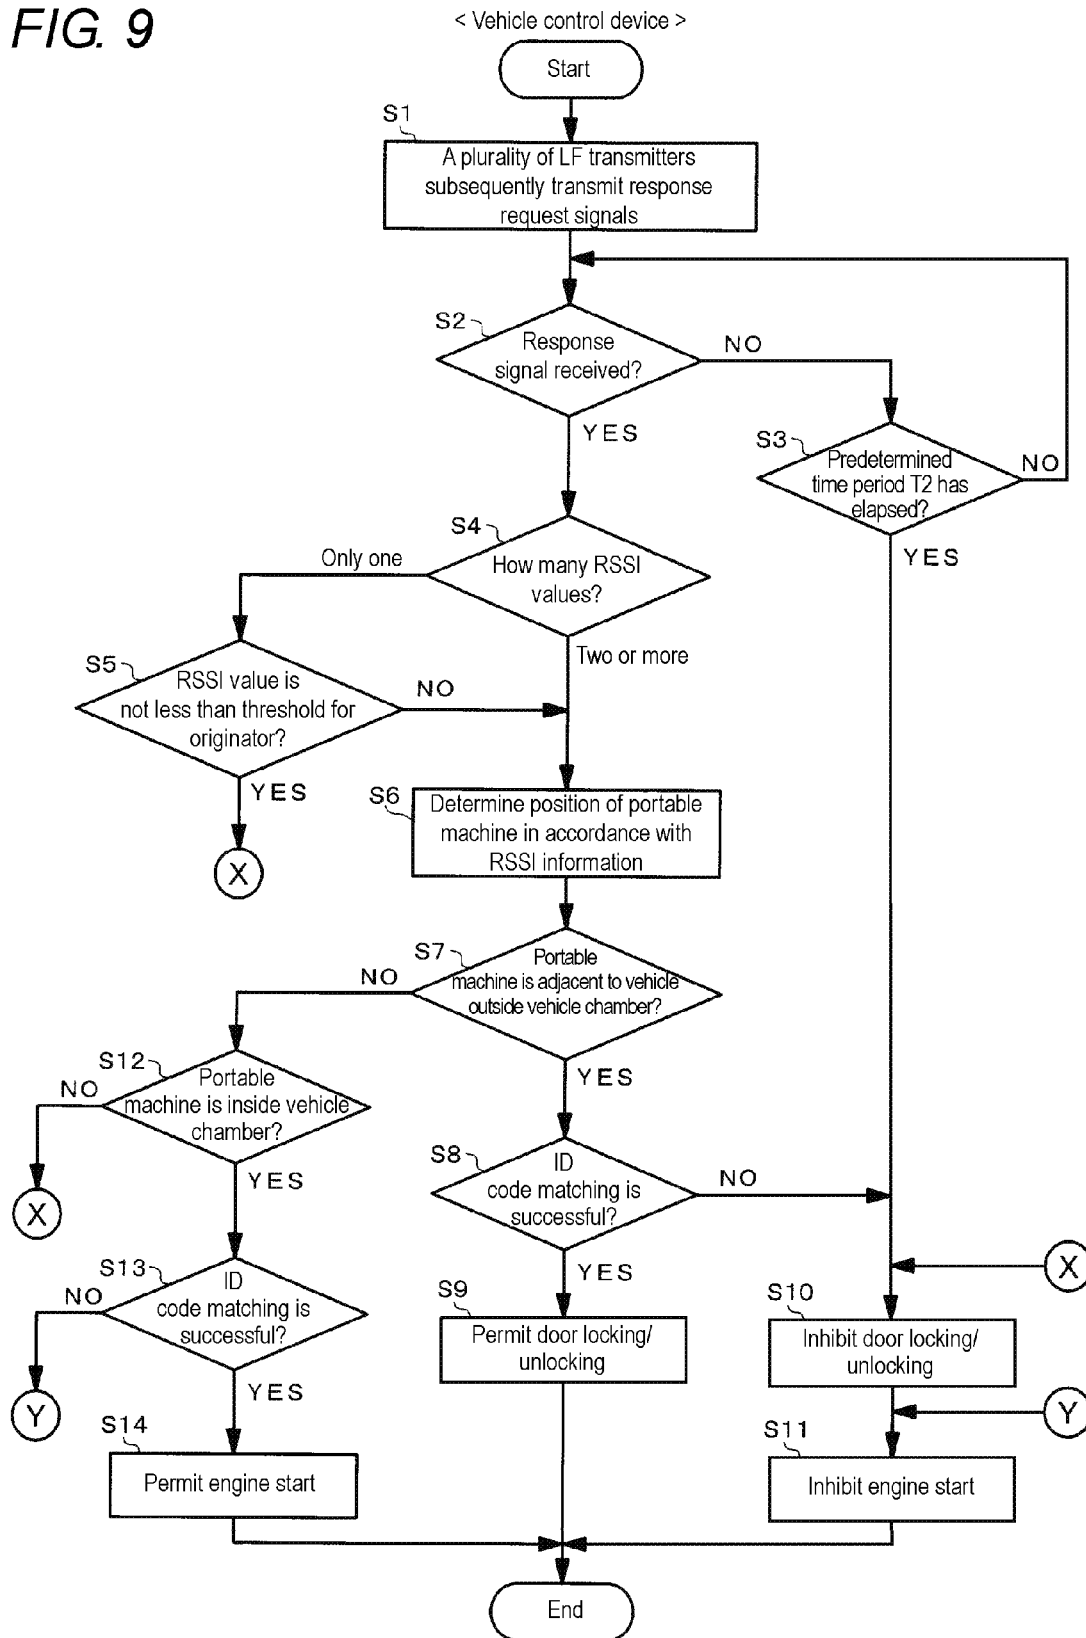 FIG. 9
< Vehicle control device >
Start
S1
A plurality of LF transmitters
subsequently transmit response
request signals
S2
Response
signal received?
NO
YES
S3
Predetermined
time period T2 has
elapsed?
NO
YES
S4
How many RSSI
values?
Only one
Two or more
S5
RSSI value is
not less than threshold for
originator?
NO
YES
X
S6
Determine position of portable
machine in accordance with
RSSI information
S7
Portable
machine is adjacent to vehicle
outside vehicle chamber?
NO
YES
S12
Portable
machine is inside vehicle
chamber?
NO
YES
X
S8
ID
code matching is
successful?
NO
YES
X
S13
ID
code matching is
successful?
NO
YES
Y
S9
Permit door locking/
unlocking
S10
Inhibit door locking/
unlocking
Y
S14
Permit engine start
S11
Inhibit engine start
End